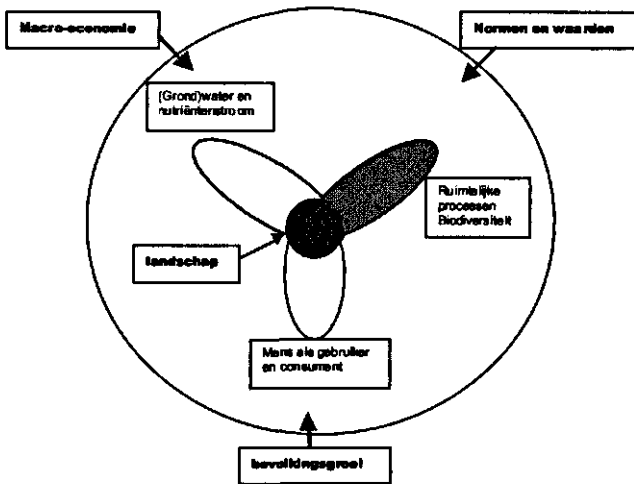 Macro-economie
Normen en waarden
(Grond)water en
nutriëntenstroom
Ruimtelijke
processen
Biodiversiteit
landschap
Mens als gebruiker
en consument
bevolkingsgroei